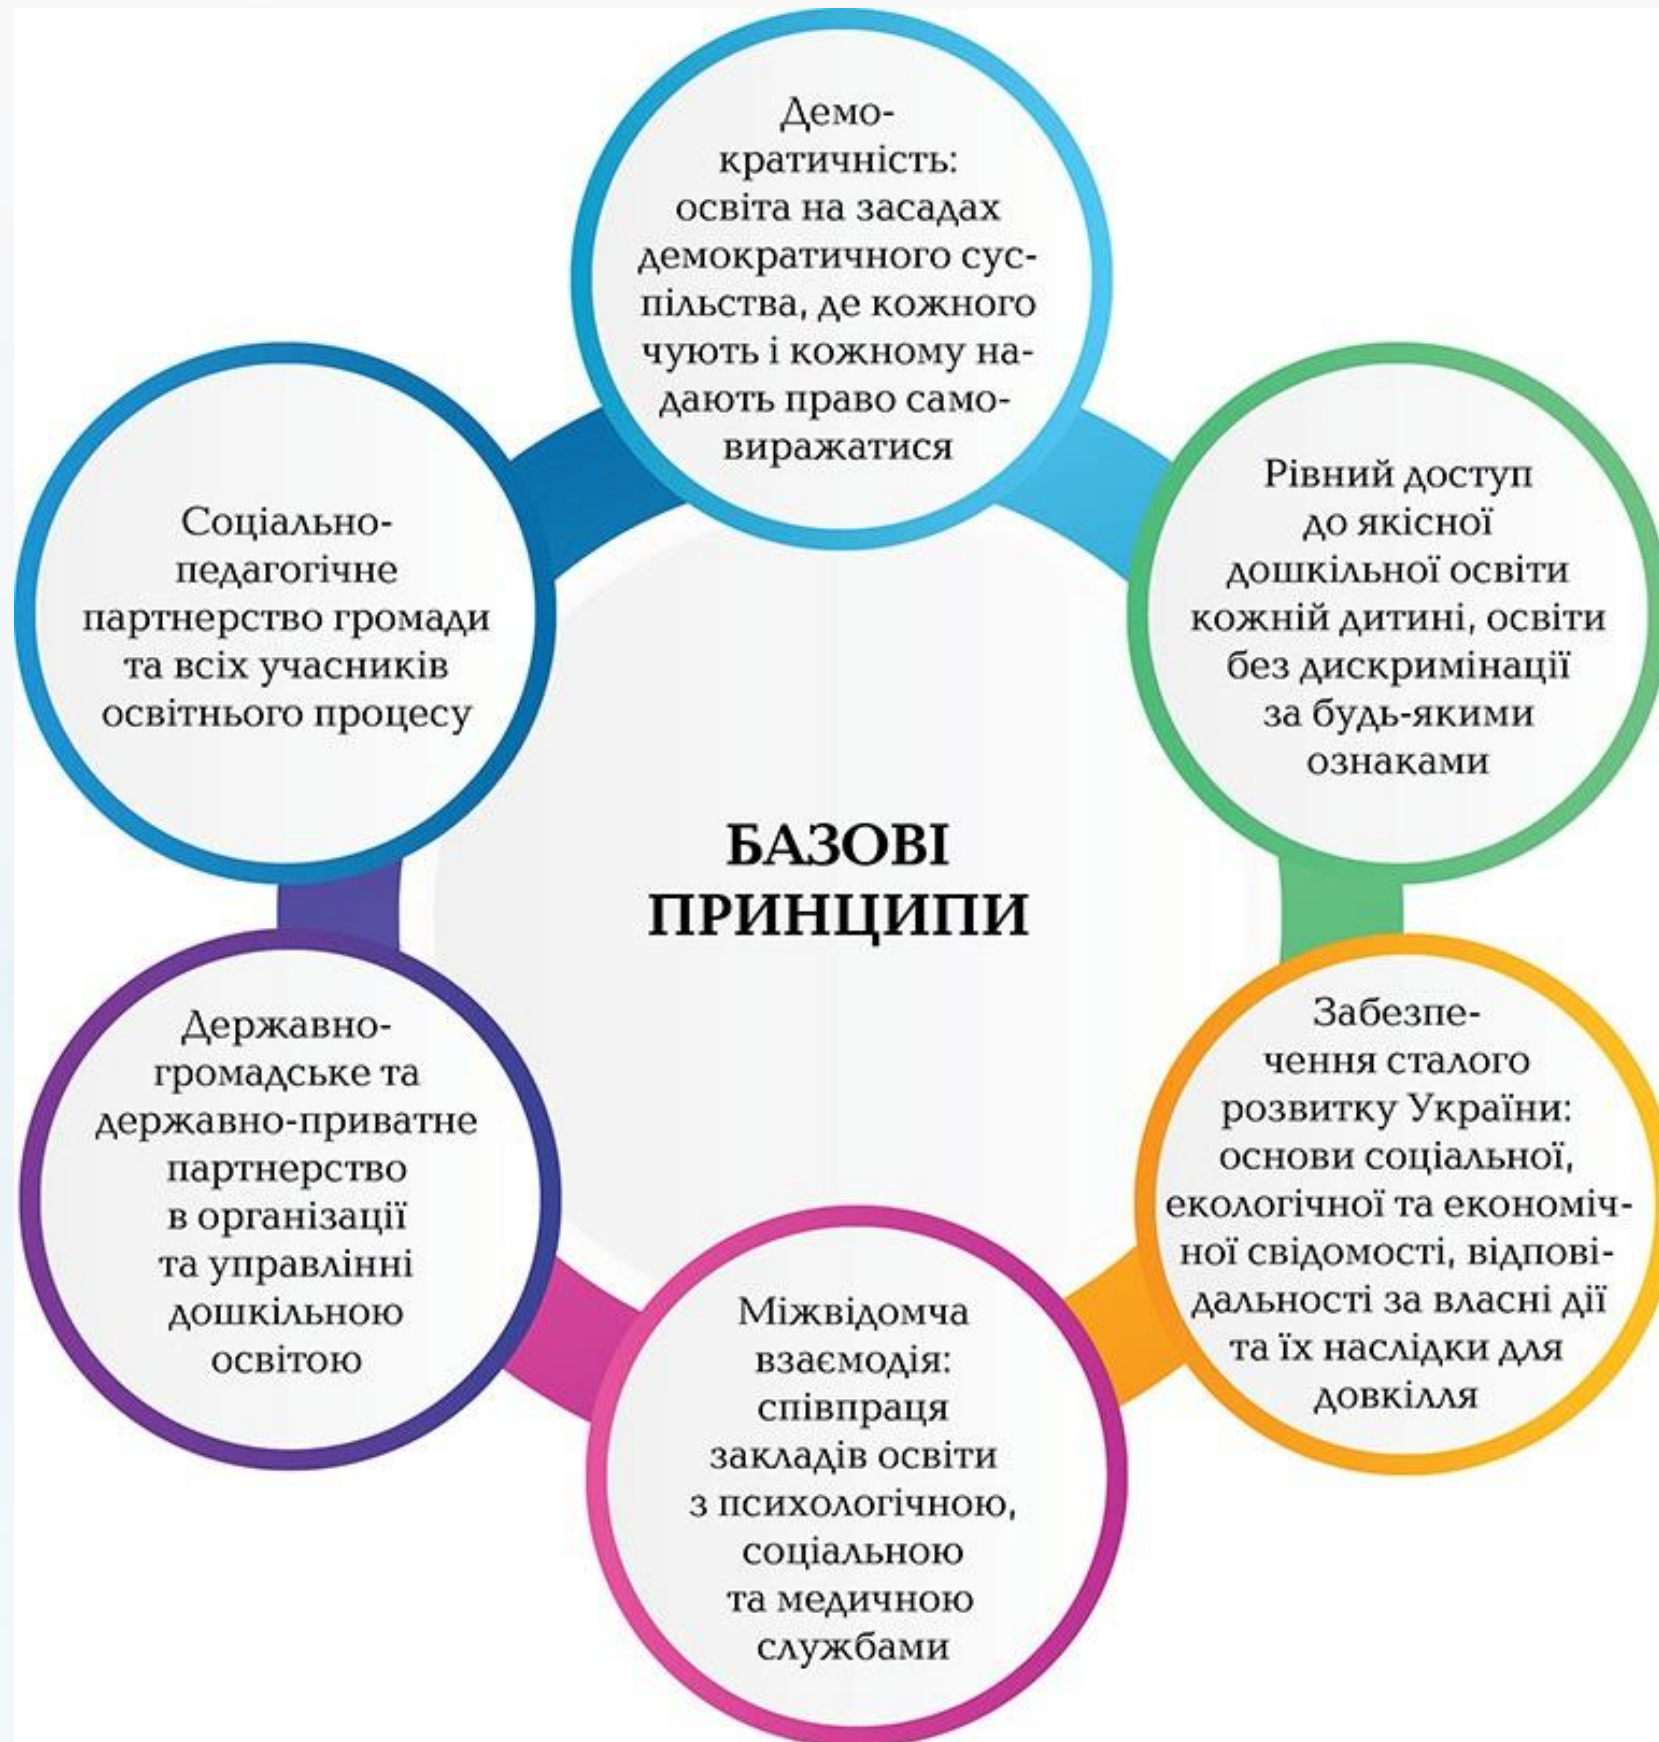 Демо-
кратичність:
освіта на засадах
демократичного сус-
пільства, де кожного
чують і кожному на-
дають право само-
виражатися
Рівний доступ
до якісної
дошкільної освіти
кожній дитині, освіти
без дискримінації
за будь-якими
ознаками
Забезпе-
чення сталого
розвитку України:
основи соціальної,
екологічної та економіч-
ної свідомості, відпові-
дальності за власні дії
та їх наслідки для
довкілля
Міжвідомча
взаємодія:
співпраця
закладів освіти
з психологічною,
соціальною
та медичною
службами
Державно-
громадське та
державно-приватне
партнерство
в організації
та управлінні
дошкільною
освітою
Соціально-
педагогічне
партнерство громади
та всіх учасників
освітнього процесу
БАЗОВІ
ПРИНЦИПИ